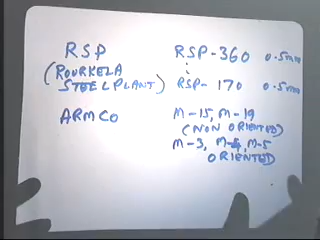 RSP RSP-360 0.5mm
(ROURKELA
STEEL PLANT) RSP-170 0.5mm
ARMCO M-15, M-19
(NON ORIENTED)
M-3, M-4, M-5
ORIENTED)